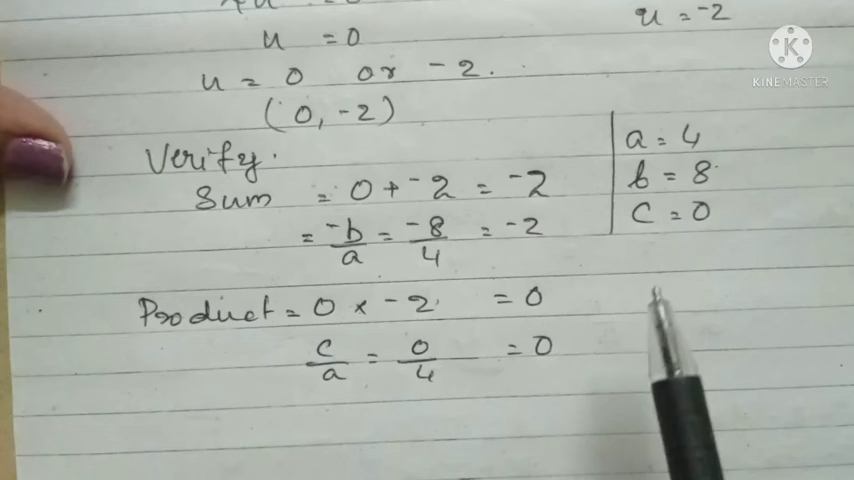 u = -2
u = 0
u = 0 or -2.
(0, -2)
Verify.
Sum = 0 + -2 = -2
= -b/a = -8/4 = -2
a = 4
b = 8
c = 0
Product = 0 × -2 = 0
c/a = 0/4 = 0
KINEMASTER